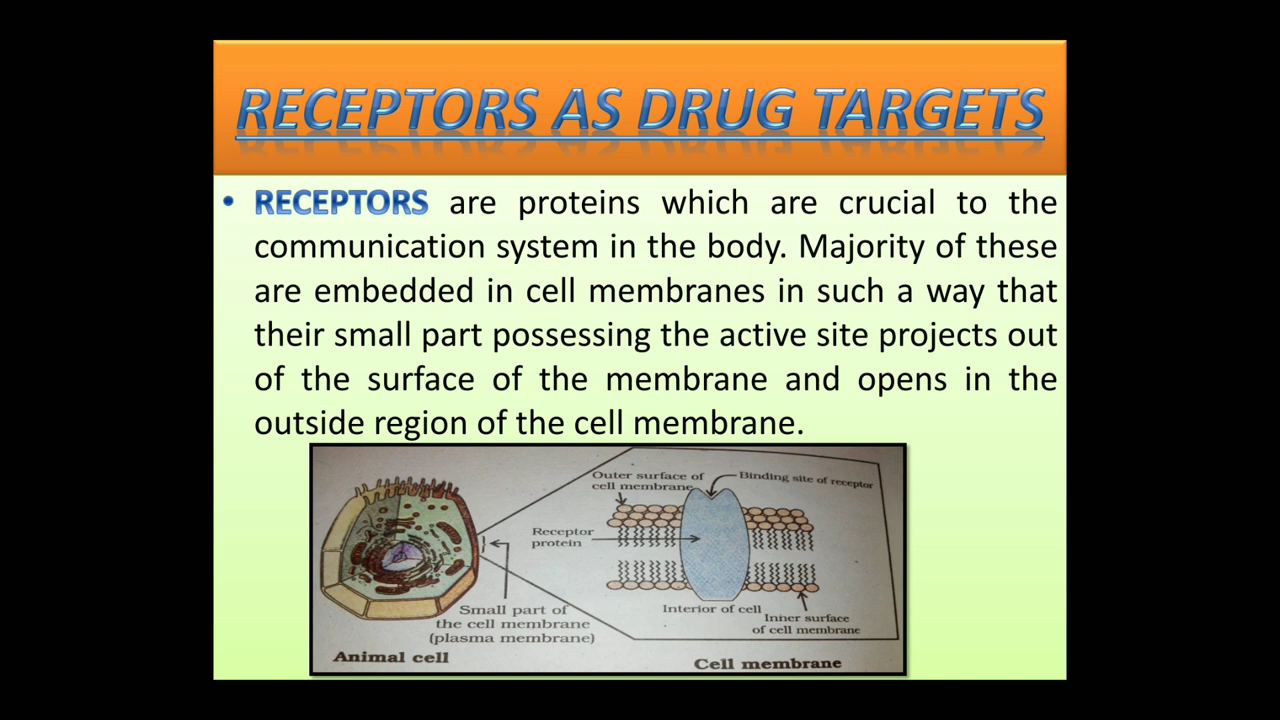 RECEPTORS AS DRUG TARGETS
• RECEPTORS are proteins which are crucial to the
communication system in the body. Majority of these
are embedded in cell membranes in such a way that
their small part possessing the active site projects out
of the surface of the membrane and opens in the
outside region of the cell membrane.
Outer surface of
cell membrane
Binding site of receptor
Receptor
protein
Small part of
the cell membrane
(plasma membrane)
Interior of cell
Inner surface
of cell membrane
Animal cell
Cell membrane